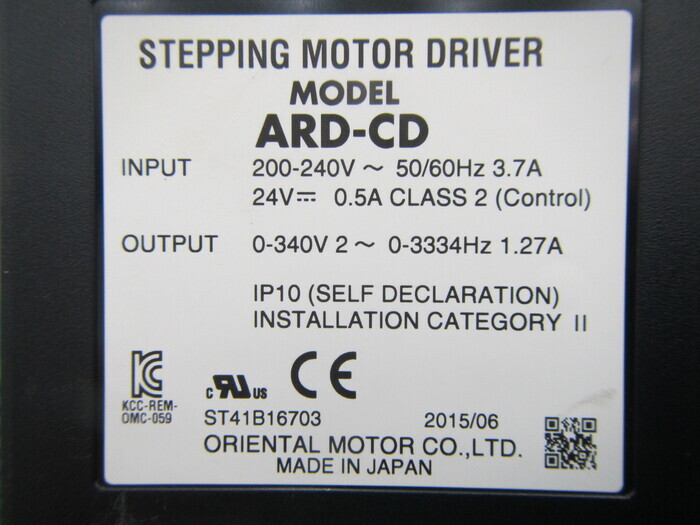 STEPPING MOTOR DRIVER
MODEL
ARD-CD
INPUT 200-240V ~ 50/60Hz 3.7A
24V⎓ 0.5A CLASS 2 (Control)
OUTPUT 0-340V 2~ 0-3334Hz 1.27A
IP10 (SELF DECLARATION)
INSTALLATION CATEGORY II
KCC-REM-
OMC-059
c RU US CE
ST41B16703 2015/06
ORIENTAL MOTOR CO.,LTD.
MADE IN JAPAN